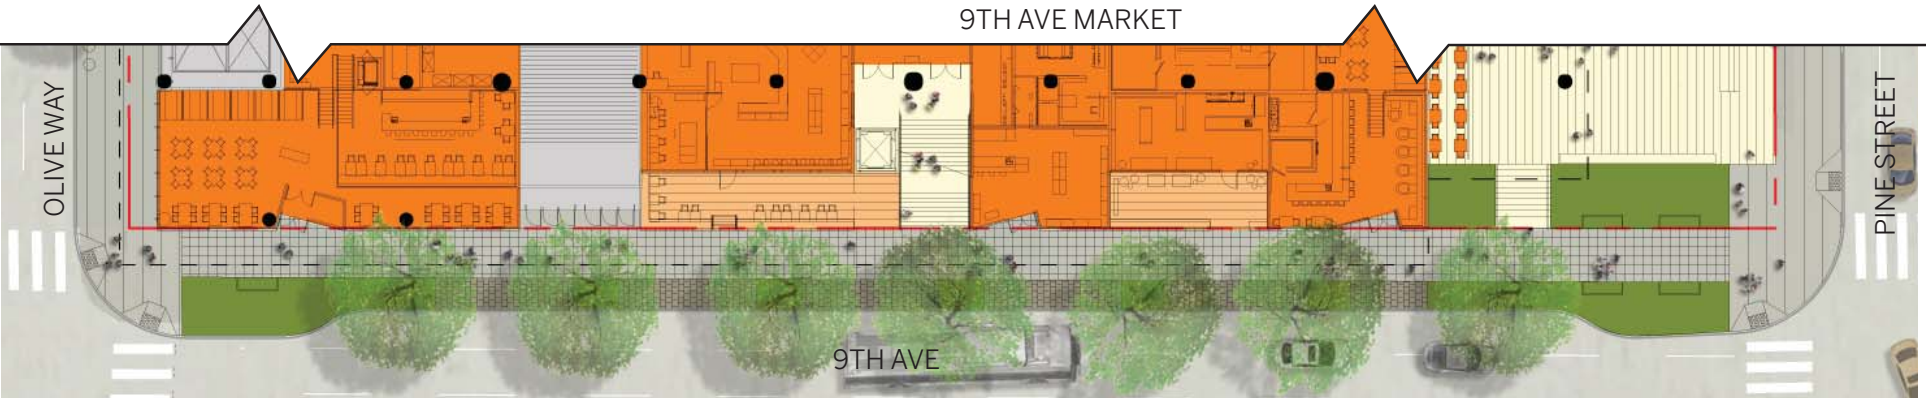 9TH AVE MARKET
OLIVE WAY
PINE STREET
9TH AVE